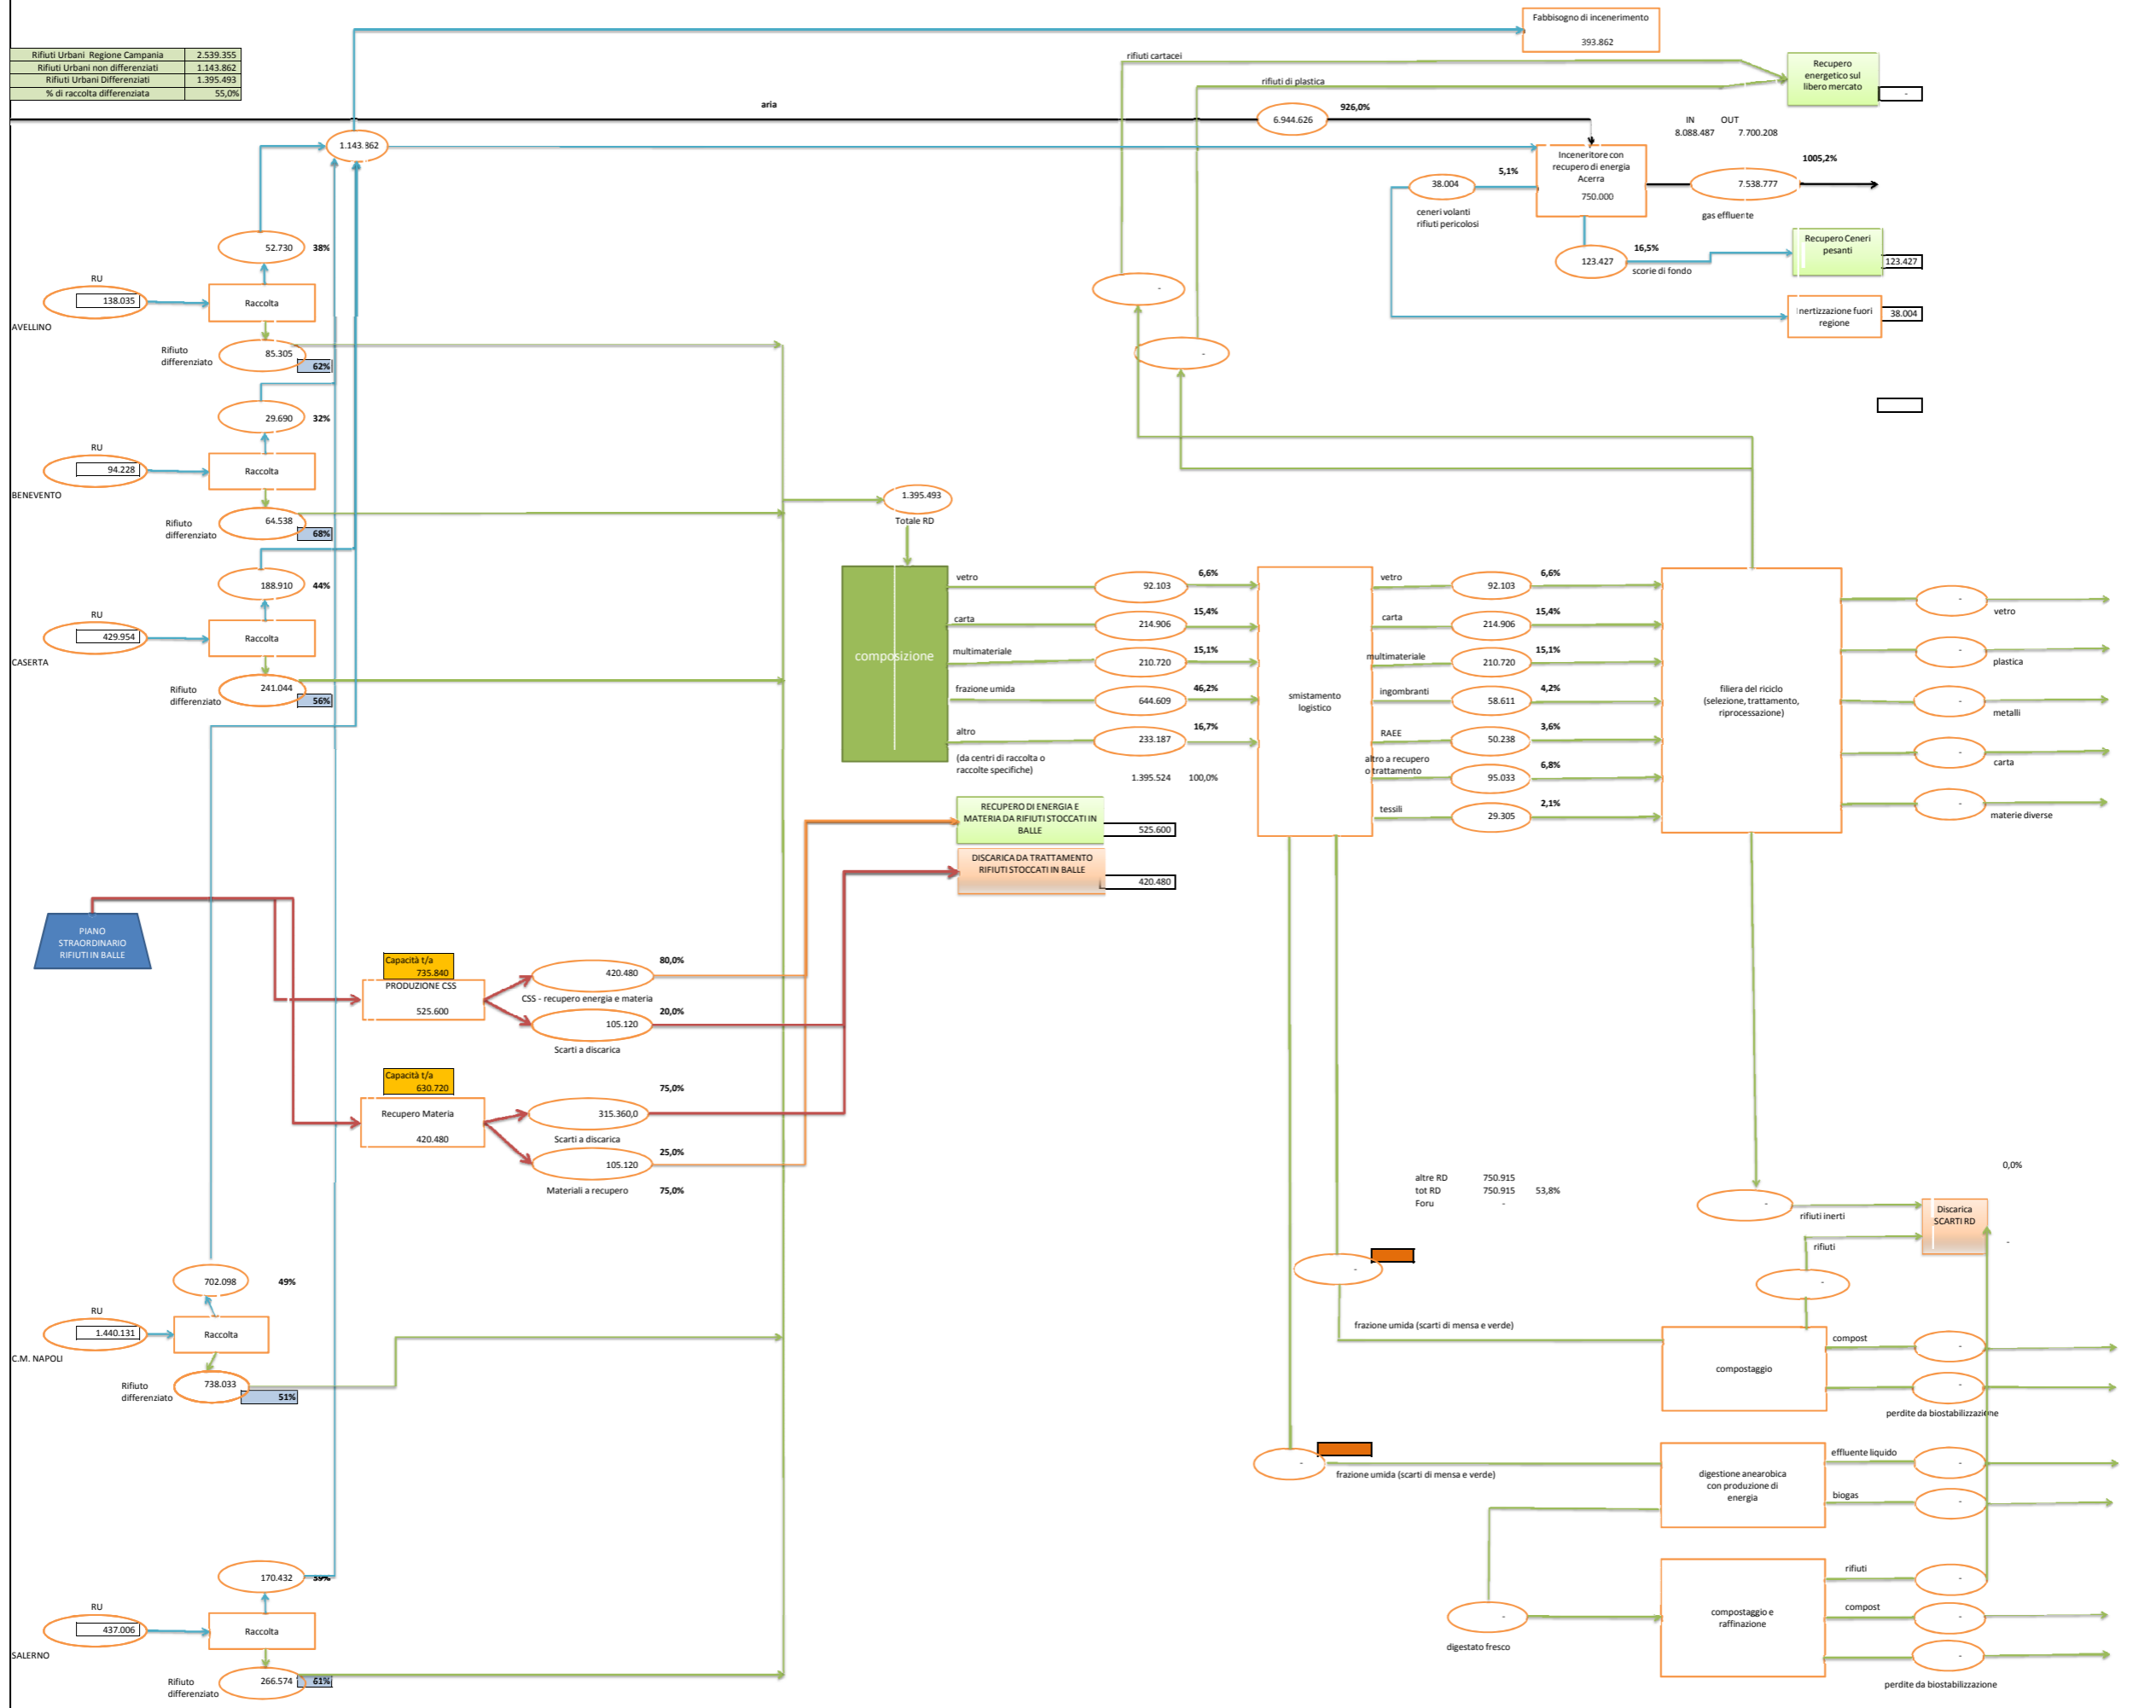 Fabbisogno di incenerimento
393.862
Rifiuti Urbani Regione Campania 2.539.355
Rifiuti Urbani non differenziati 1.143.862
Rifiuti Urbani Differenziati 1.395.493
% di raccolta differenziata 55,0%
rifiuti cartacei
rifiuti di plastica
Recupero
energetico sul
libero mercato
-
aria
6.944.626
926,0%
IN OUT
8.088.487 7.700.208
1.143.862
Inceneritore con
recupero di energia
Acerra
750.000
1005,2%
7.538.777
gas effluente
5,1%
38.004
ceneri volanti
rifiuti pericolosi
16,5%
123.427
scorie di fondo
Recupero Ceneri
pesanti
123.427
Inertizzazione fuori
regione
38.004
-
-
52.730 38%
RU
138.035
Raccolta
AVELLINO
Rifiuto
differenziato
85.305
62%
29.690 32%
RU
94.228
Raccolta
BENEVENTO
Rifiuto
differenziato
64.538
68%
188.910 44%
RU
429.954
Raccolta
CASERTA
Rifiuto
differenziato
241.044
56%
1.395.493
Totale RD
composizione
vetro
92.103
6,6%
carta
214.906
15,4%
multimateriale
210.720
15,1%
frazione umida
644.609
46,2%
altro
233.187
16,7%
(da centri di raccolta o
raccolte specifiche)
1.395.524 100,0%
smistamento
logistico
vetro
92.103
6,6%
carta
214.906
15,4%
multimateriale
210.720
15,1%
ingombranti
58.611
4,2%
RAEE
50.238
3,6%
altro a recupero
o trattamento
95.033
6,8%
tessili
29.305
2,1%
filiera del riciclo
(selezione, trattamento,
riprocessazione)
-
vetro
-
plastica
-
metalli
-
carta
-
materie diverse
RECUPERO DI ENERGIA E
MATERIA DA RIFIUTI STOCCATI IN
BALLE
525.600
DISCARICA DA TRATTAMENTO
RIFIUTI STOCCATI IN BALLE
420.480
PIANO
STRAORDINARIO
RIFIUTI IN BALLE
Capacità t/a
735.840
PRODUZIONE CSS
525.600
80,0%
420.480
CSS - recupero energia e materia
20,0%
105.120
Scarti a discarica
Capacità t/a
630.720
Recupero Materia
420.480
75,0%
315.360,0
Scarti a discarica
25,0%
105.120
Materiali a recupero 75,0%
altre RD 750.915
tot RD 750.915 53,8%
Foru -
0,0%
-
rifiuti inerti
Discarica
SCARTI RD
-
rifiuti
-
-
702.098 49%
RU
1.440.131
Raccolta
C.M. NAPOLI
Rifiuto
differenziato
738.033
51%
frazione umida (scarti di mensa e verde)
compostaggio
compost
-
-
perdite da biostabilizzazione
-
frazione umida (scarti di mensa e verde)
digestione anearobica
con produzione di
energia
effluente liquido
-
biogas
-
170.432 39%
RU
437.006
Raccolta
SALERNO
Rifiuto
differenziato
266.574 61%
-
digestato fresco
compostaggio e
raffinazione
rifiuti
-
compost
-
-
perdite da biostabilizzazione